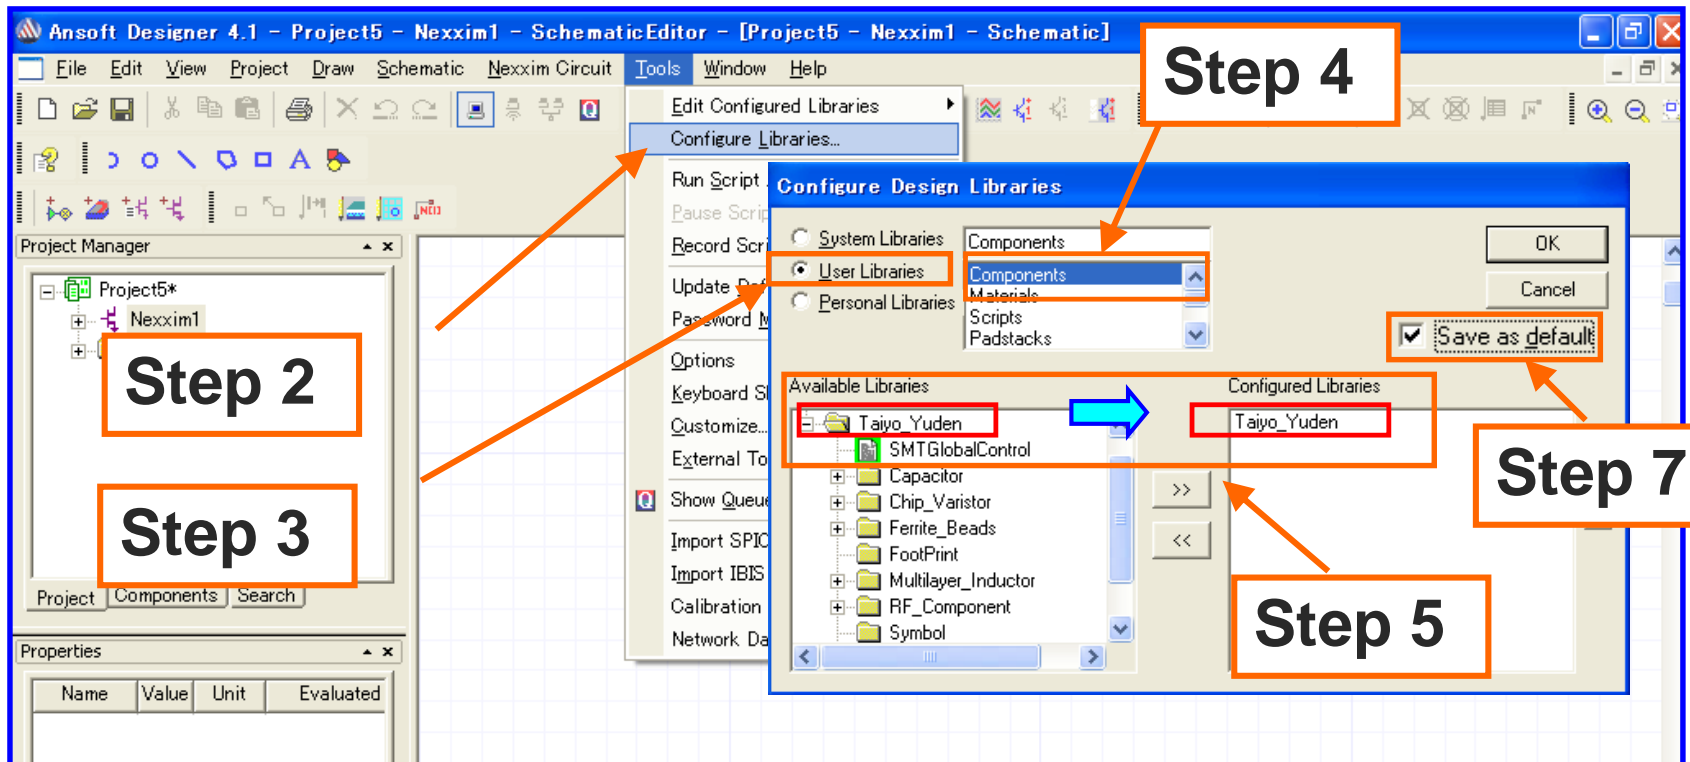 Ansoft Designer 4.1 - Project5 - Nexxim1 - SchematicEditor - [Project5 - Nexxim1 - Schematic]
File Edit View Project Draw Schematic Nexxim Circuit Tools Window Help
Step 4
Edit Configured Libraries
Configure Libraries...
Run Script
Pause Scrip
Record Scri
Update Def
Password M
Options
Keyboard S
Customize...
External To
Show Queue
Import SPIC
Import IBIS
Calibration
Network Da
Project Manager
Project5*
Nexxim1
Step 2
Step 3
Project Components Search
Properties
Name Value Unit Evaluated
Configure Design Libraries
System Libraries
User Libraries
Personal Libraries
Components
Components
Materials
Scripts
Padstacks
OK
Cancel
Save as default
Available Libraries
Configured Libraries
Taiyo_Yuden
SMTGlobalControl
Capacitor
Chip_Varistor
Ferrite_Beads
FootPrint
Multilayer_Inductor
RF_Component
Symbol
>>
<<
Taiyo_Yuden
Step 7
Step 5